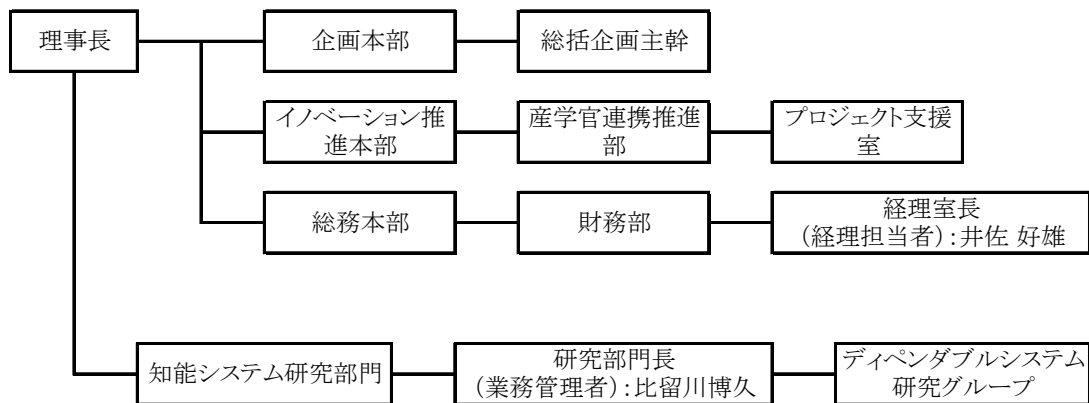 理事長
企画本部
総括企画主幹
イノベーション推
進本部
産学官連携推進
部
プロジェクト支援
室
総務本部
財務部
経理室長
(経理担当者):井佐 好雄
知能システム研究部門
研究部門長
(業務管理者):比留川博久
ディペンダブルシステム
研究グループ